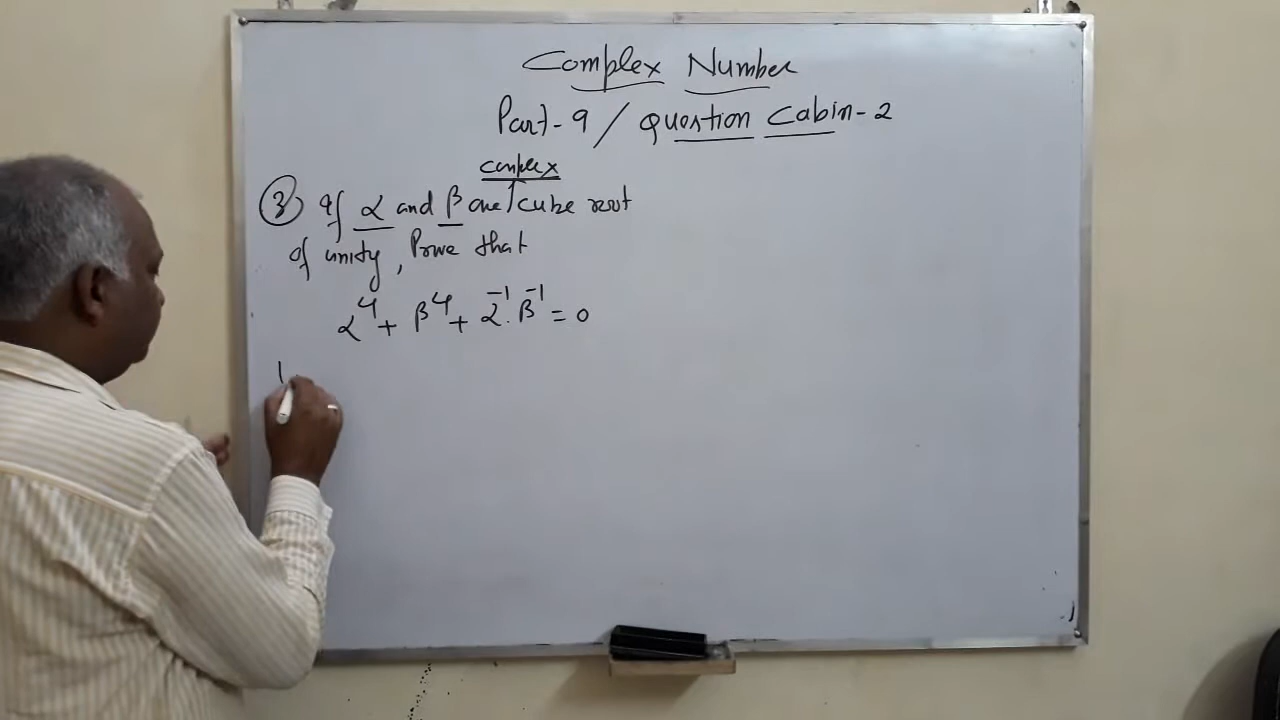 Complex Number
Part-9 / Question Cabin-2
complex
(3) If α and β are cube root
of unity, Prove that
α⁴ + β⁴ + α⁻¹ . β⁻¹ = 0